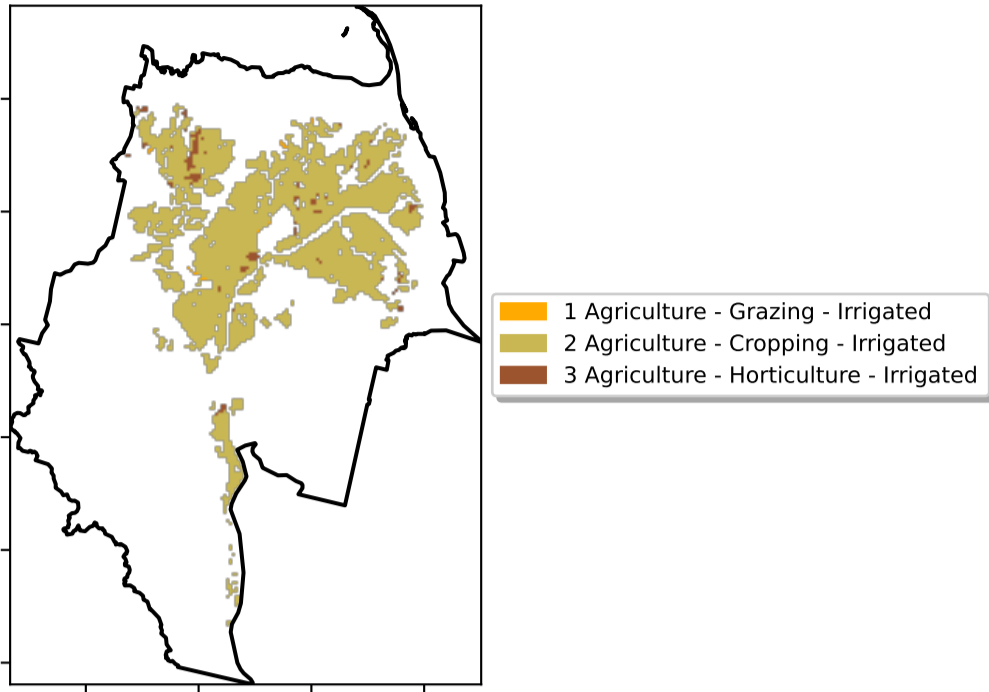 1 Agriculture - Grazing - Irrigated
2 Agriculture - Cropping - Irrigated
3 Agriculture - Horticulture - Irrigated